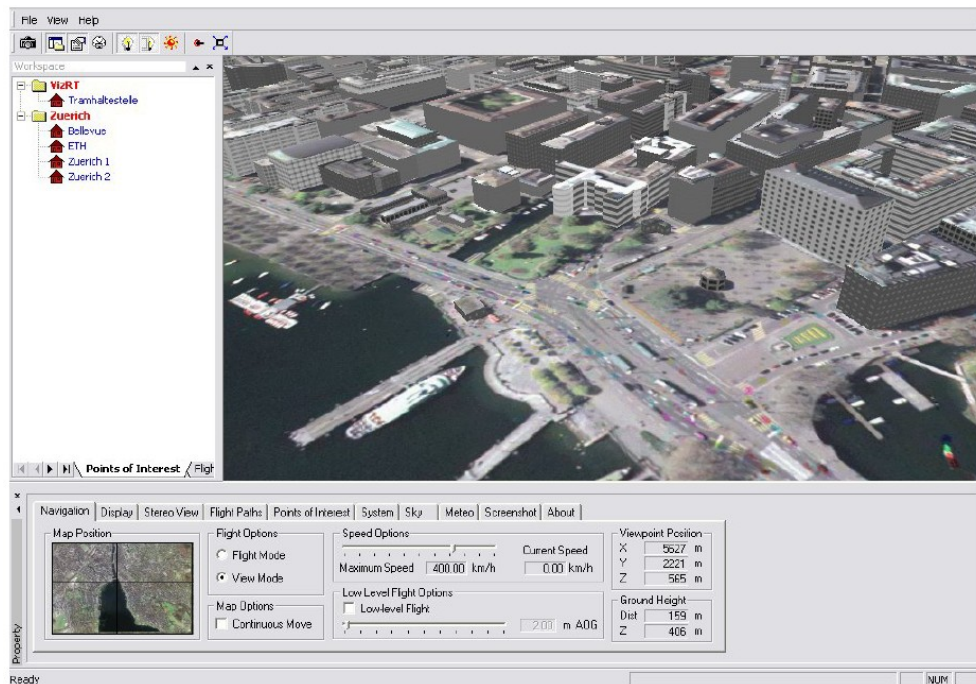 File View Help
Workspace
VizRT
Tramhaltestelle
Zuerich
Bellevue
ETH
Zuerich 1
Zuerich 2
Points of Interest Fligh
Navigation Display Stereo View Flight Paths Points of Interest System Sky Meteo Screenshot About
Map Position
Flight Options
Flight Mode
View Mode
Map Options
Continuous Move
Speed Options
Current Speed
Maximum Speed 400.00 km/h 0.00 km/h
Low Level Flight Options
Low-level Flight
2.00 m AOG
Viewpoint Position
X 5627 m
Y 2221 m
Z 565 m
Ground Height
Dist 159 m
Z 406 m
Property
Ready NUM